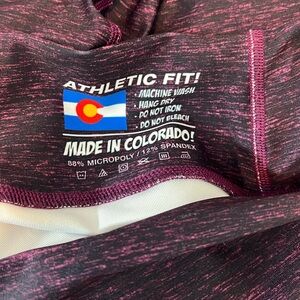 ATHLETIC FIT!
• MACHINE WASH
• HANG DRY
• DO NOT IRON
• DO NOT BLEACH
MADE IN COLORADO!
88% MICROPOLY / 12% SPANDEX